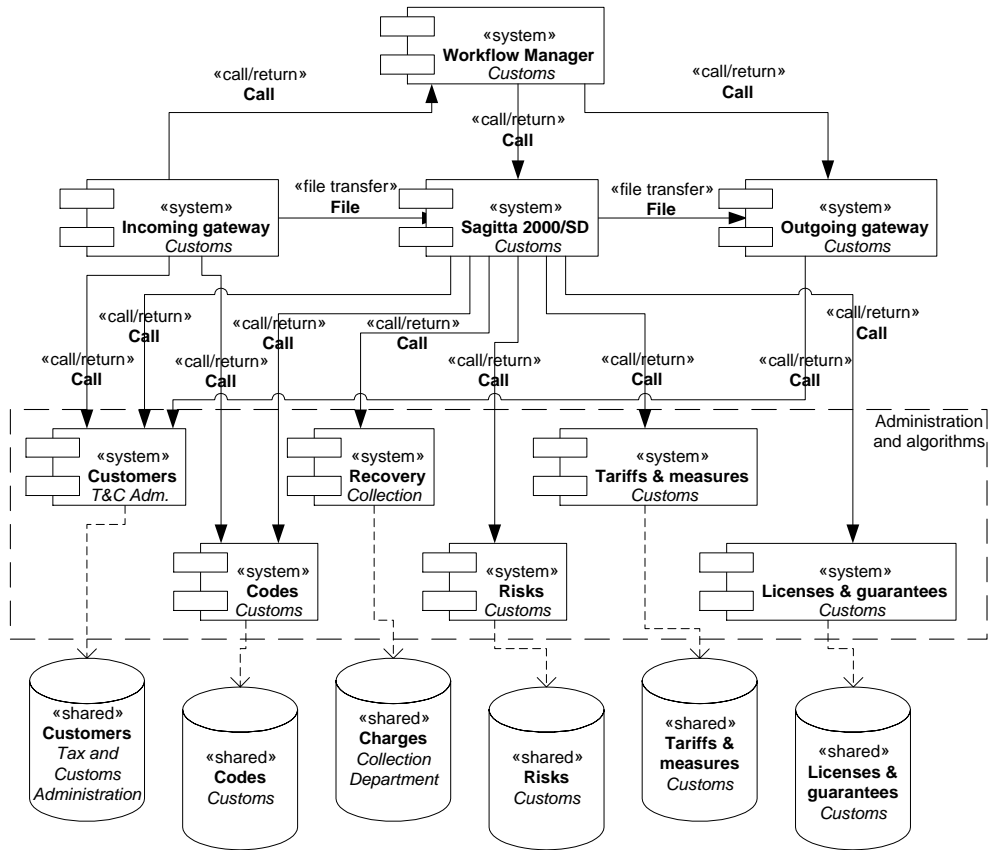 «system»
Workflow Manager
Customs
«call/return»
Call
«call/return»
Call
«call/return»
Call
«system»
Incoming gateway
Customs
«file transfer»
File
«system»
Sagitta 2000/SD
Customs
«file transfer»
File
«system»
Outgoing gateway
Customs
«call/return»
Call
«call/return»
Call
«call/return»
Call
«call/return»
Call
«call/return»
Call
«call/return»
Call
«call/return»
Call
«call/return»
Call
«call/return»
Call
Administration
and algorithms
«system»
Customers
T&C Adm.
«system»
Recovery
Collection
«system»
Tariffs & measures
Customs
«system»
Codes
Customs
«system»
Risks
Customs
«system»
Licenses & guarantees
Customs
«shared»
Customers
Tax and
Customs
Administration
«shared»
Codes
Customs
«shared»
Charges
Collection
Department
«shared»
Risks
Customs
«shared»
Tariffs &
measures
Customs
«shared»
Licenses &
guarantees
Customs